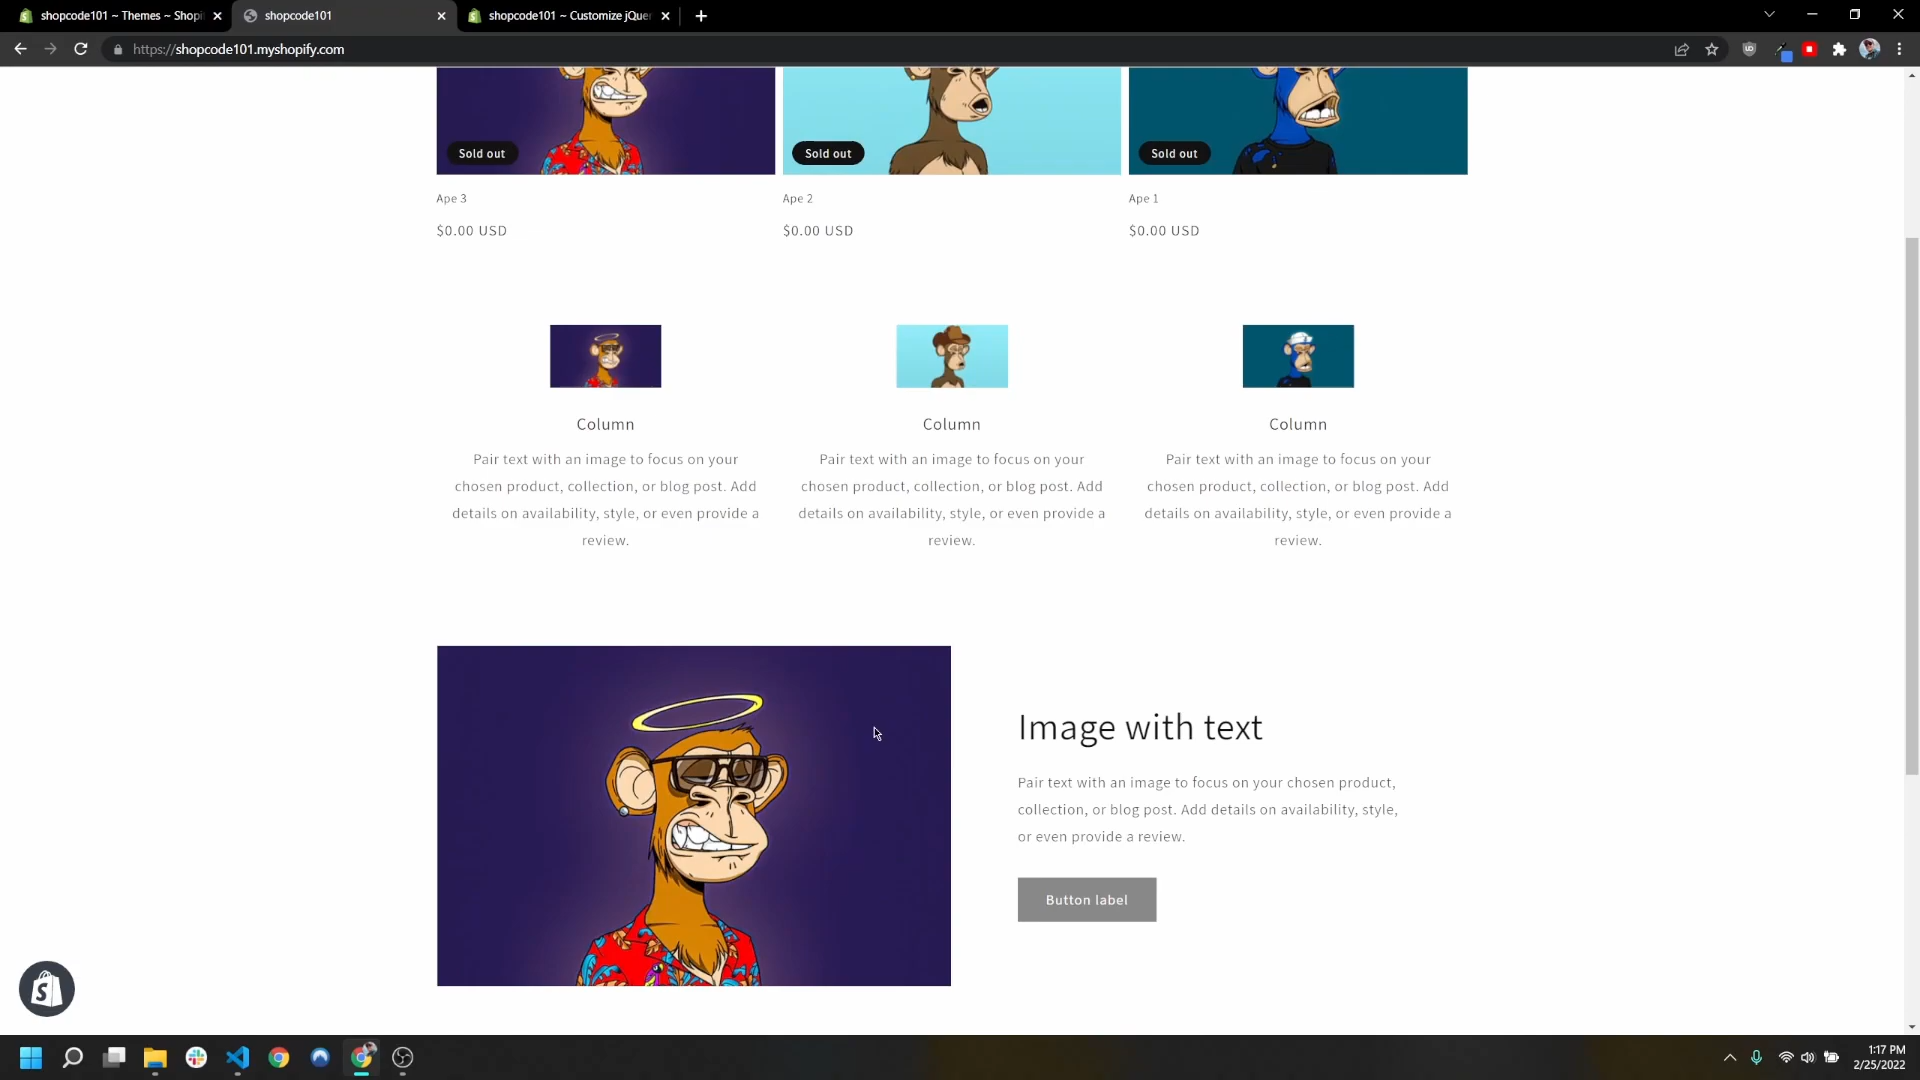 shopcode101 ~ Themes ~ Shopi
shopcode101
shopcode101 ~ Customize jQuer
https://shopcode101.myshopify.com
Sold out
Sold out
Sold out
Ape 3
Ape 2
Ape 1
$0.00 USD
$0.00 USD
$0.00 USD
Column
Pair text with an image to focus on your
chosen product, collection, or blog post. Add
details on availability, style, or even provide a
review.
Column
Pair text with an image to focus on your
chosen product, collection, or blog post. Add
details on availability, style, or even provide a
review.
Column
Pair text with an image to focus on your
chosen product, collection, or blog post. Add
details on availability, style, or even provide a
review.
Image with text
Pair text with an image to focus on your chosen product,
collection, or blog post. Add details on availability, style,
or even provide a review.
Button label
1:17 PM
2/25/2022